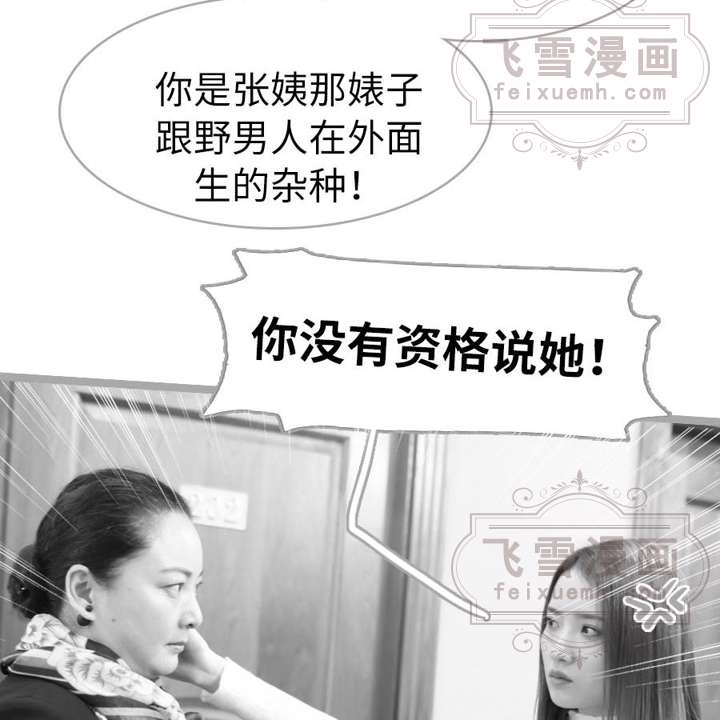 飞雪漫画
feixuemh.com
你是张姨那婊子
跟野男人在外面
生的杂种！
你没有资格说她！
202
飞雪漫画
feixuemh.com